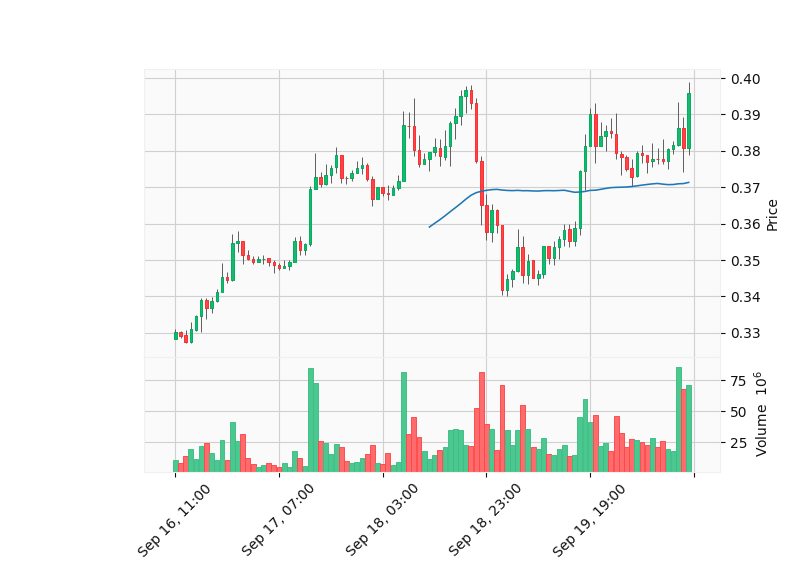 0.40
0.39
0.38
0.37
0.36
0.35
0.34
0.33
Price
75
50
25
Volume 10⁶
Sep 16, 11:00
Sep 17, 07:00
Sep 18, 03:00
Sep 18, 23:00
Sep 19, 19:00